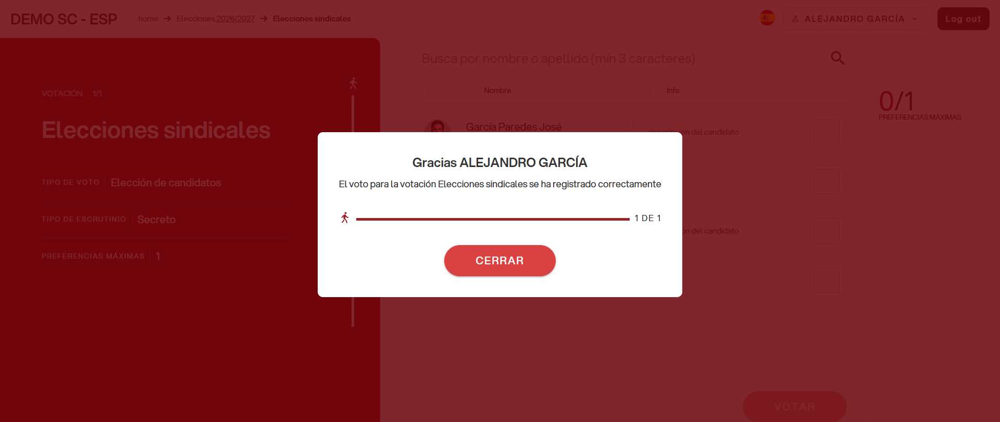 DEMO SC - ESP
home → Elecciones 2026/2027 → Elecciones sindicales
ALEJANDRO GARCÍA
Log out
VOTACIÓN 1/1
Elecciones sindicales
TIPO DE VOTO Elección de candidatos
TIPO DE ESCRUTINIO Secreto
PREFERENCIAS MÁXIMAS 1
Busca por nombre o apellido (mín 3 caracteres)
Nombre Info
0/1
PREFERENCIAS MÁXIMAS
García Paredes José
descripción del candidato
Gracias ALEJANDRO GARCÍA
El voto para la votación Elecciones sindicales se ha registrado correctamente
1 DE 1
CERRAR
del candidato
VOTAR